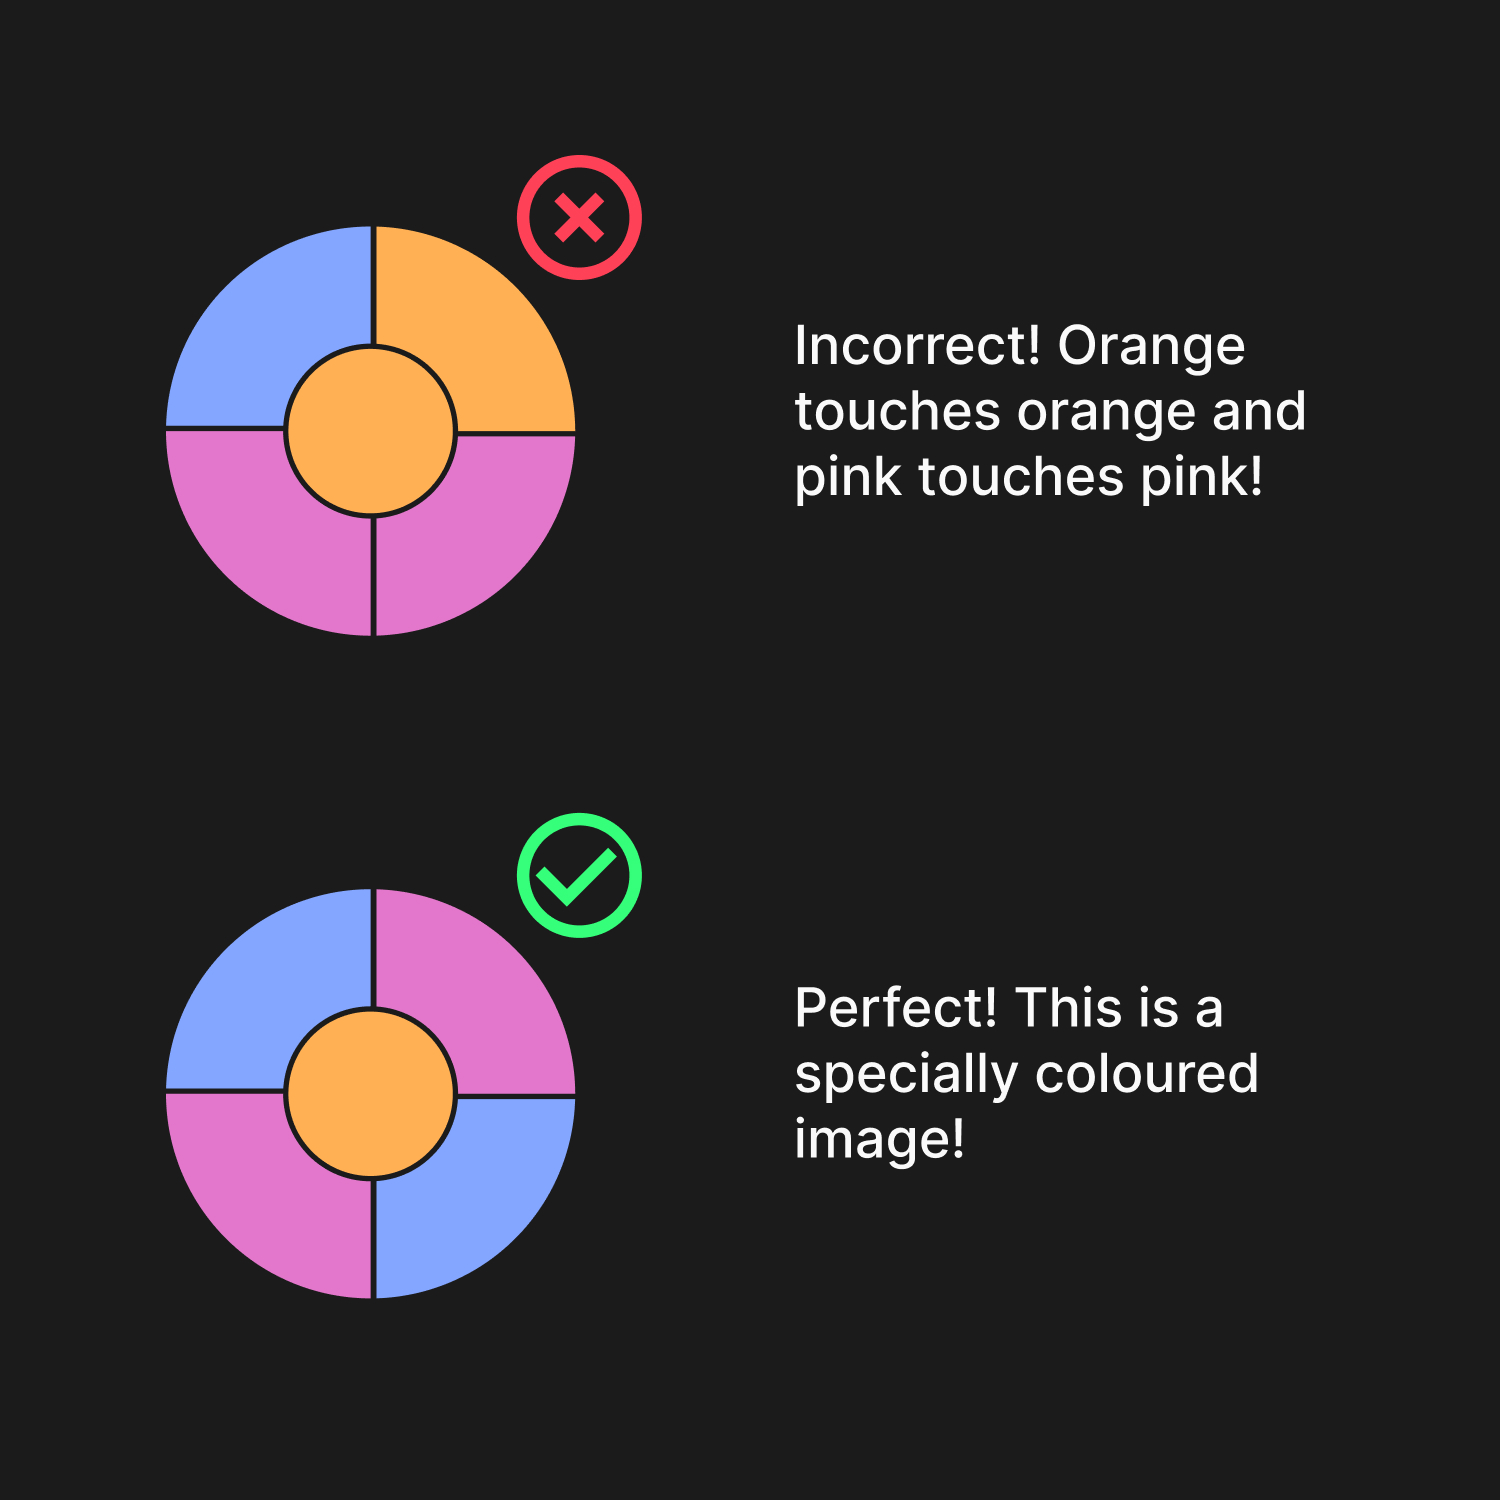 Incorrect! Orange
touches orange and
pink touches pink!
Perfect! This is a
specially coloured
image!